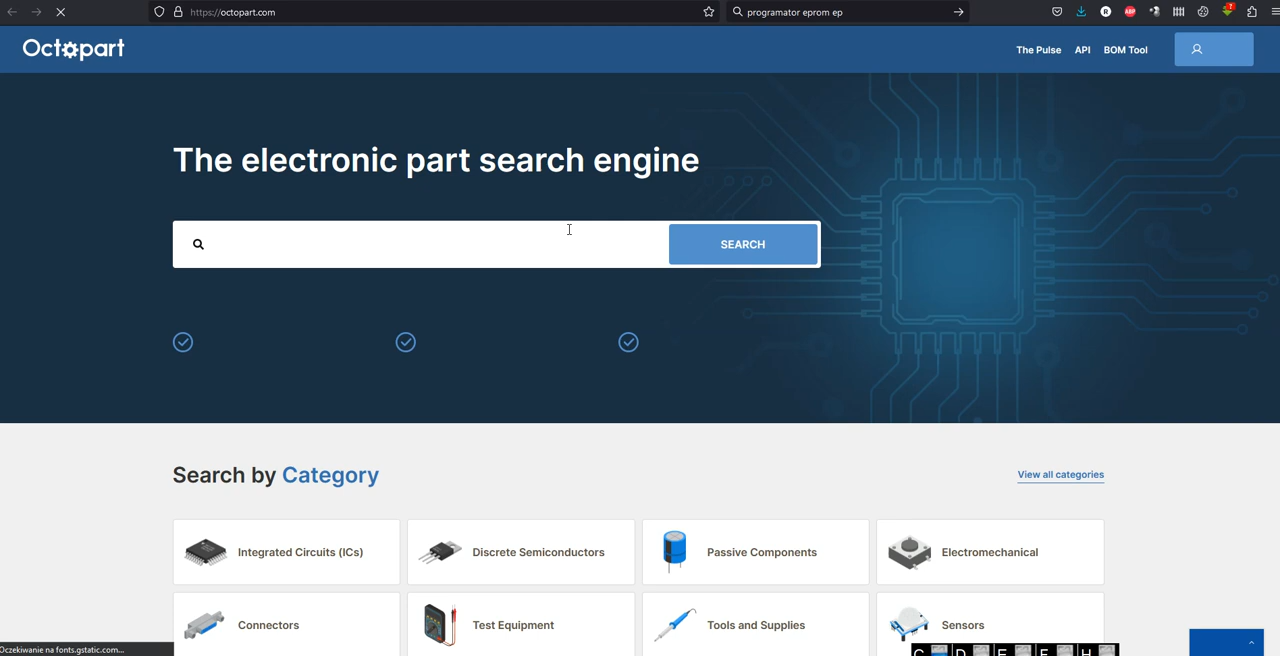 https://octopart.com
programator eprom ep
ABP
7
Octopart
The Pulse API BOM Tool
The electronic part search engine
SEARCH
Search by Category
View all categories
Integrated Circuits (ICs)
Discrete Semiconductors
Passive Components
Electromechanical
Connectors
Test Equipment
Tools and Supplies
Sensors
Oczekiwanie na fonts.gstatic.com...
C D E F H